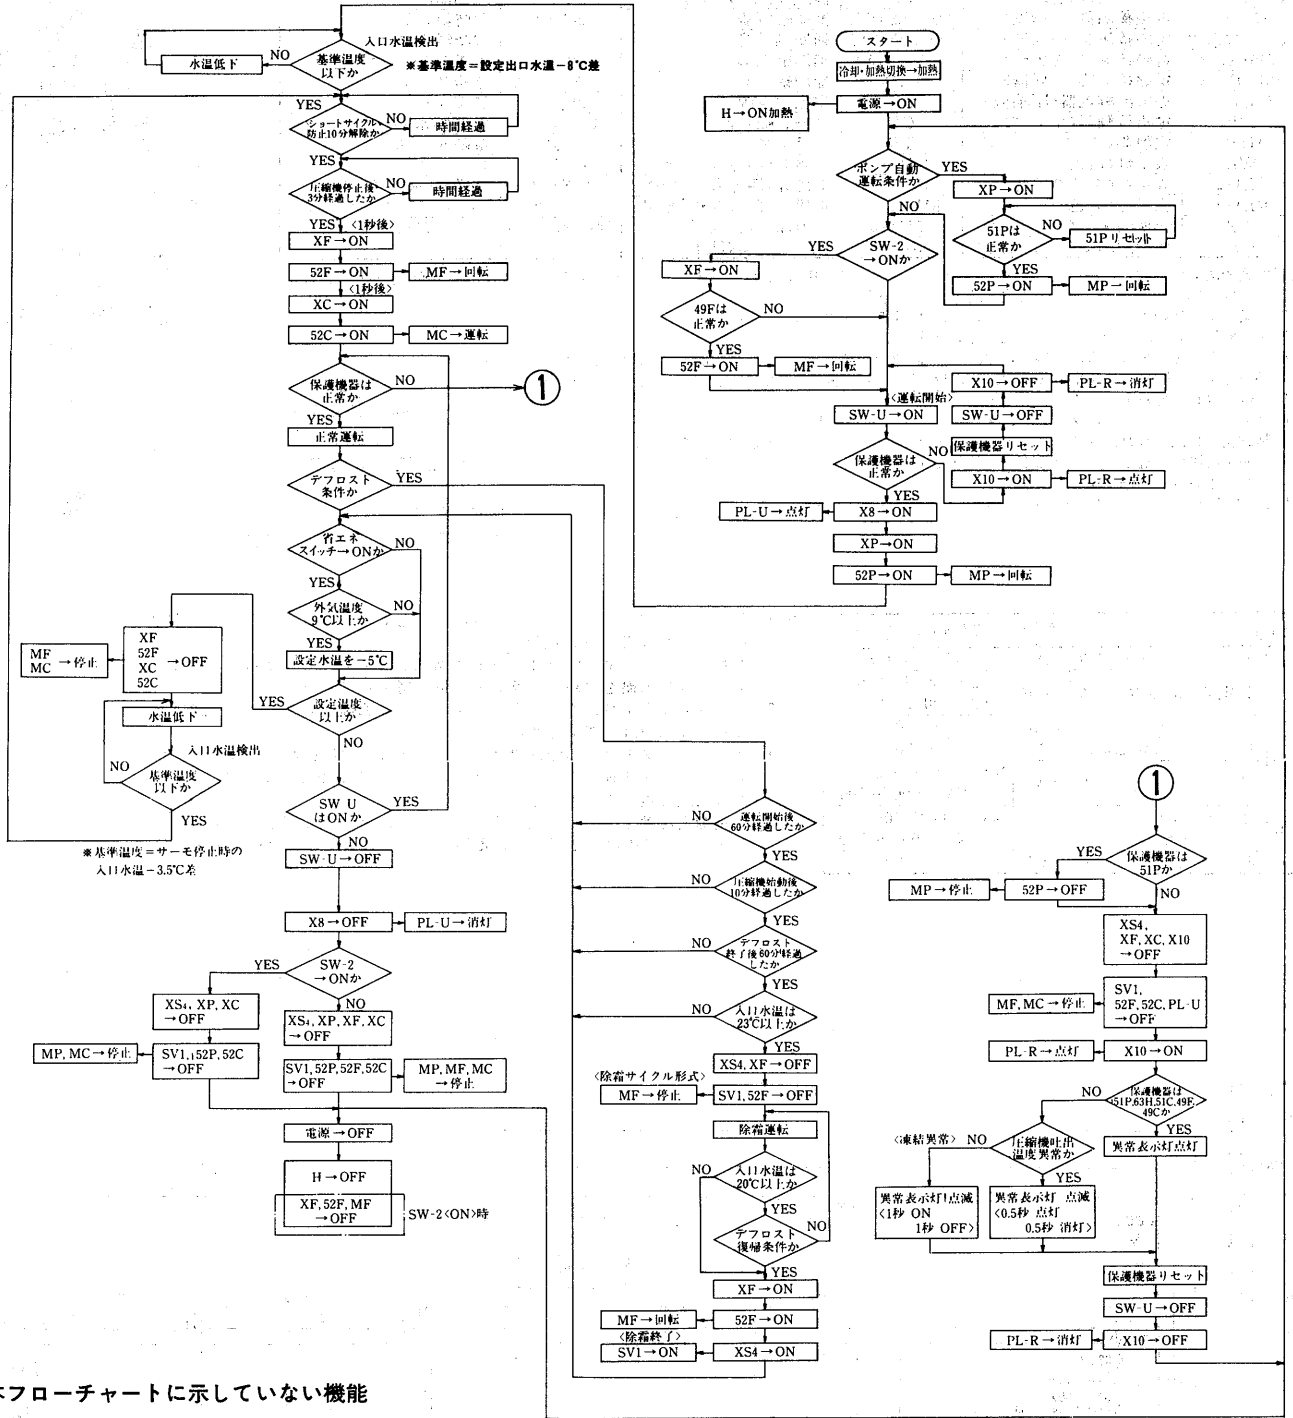 スタート
冷却・加熱切換→加熱
電源→ON
H→ON加熱
ポンプ自動
運転条件か
YES
XP→ON
NO
51Pは
正常か
NO
51Pリセット
YES
52P→ON
MP→回転
SW-2
→ONか
YES
XF→ON
49Fは
正常か
NO
YES
52F→ON
MF→回転
<運転開始>
SW-U→ON
保護機器は
正常か
NO
X10→ON
PL-R→点灯
保護機器リセット
SW-U→OFF
X10→OFF
PL-R→消灯
YES
X8→ON
PL-U→点灯
XP→ON
52P→ON
MP→回転
入口水温検出
基準温度
以下か
NO
水温低下
※基準温度=設定出口水温-8℃差
YES
ショートサイクル
防止10分解除か
NO
時間経過
YES
圧縮機停止後
3分経過したか
NO
時間経過
YES
<1秒後>
XF→ON
52F→ON
MF→回転
<1秒後>
XC→ON
52C→ON
MC→運転
保護機器は
正常か
NO
1
YES
正常運転
デフロスト
条件か
YES
省エネ
スイッチ→ONか
NO
YES
外気温度
9℃以上か
NO
YES
設定水温を-5℃
設定温度
以上か
YES
NO
XF
52F
XC
52C
→OFF
MF
MC
→停止
水温低下
入口水温検出
基準温度
以下か
NO
YES
※基準温度=サーモ停止時の
入口水温-3.5℃差
SW U
はONか
YES
NO
SW-U→OFF
X8→OFF
PL-U→消灯
SW-2
→ONか
YES
NO
XS4, XP, XC
→OFF
SV1, 52P, 52C
→OFF
MP, MC→停止
XS4, XP, XF, XC
→OFF
SV1, 52P, 52F, 52C
→OFF
MP, MF, MC
→停止
電源→OFF
H→OFF
XF, 52F, MF
→OFF
SW-2<ON>時
運転開始後
60分経過したか
NO
YES
圧縮機始動後
10分経過したか
NO
YES
デフロスト
終了後60分経過
したか
NO
YES
入口水温は
23℃以上か
NO
YES
XS4, XF→OFF
<除霜サイクル形式>
SV1, 52F→OFF
MF→停止
除霜運転
入口水温は
20℃以上か
NO
YES
デフロスト
復帰条件か
NO
YES
XF→ON
52F→ON
MF→回転
<除霜終了>
XS4→ON
SV1→ON
1
保護機器は
51Pか
YES
NO
52P→OFF
MP→停止
XS4,
XF, XC, X10
→OFF
SV1,
52F, 52C, PL-U
→OFF
MF, MC→停止
X10→ON
PL-R→点灯
保護機器は
51P,63H,51C,49F,
49Cか
NO
YES
異常表示灯点灯
圧縮機吐出
温度異常か
<凍結異常>
NO
YES
異常表示灯 点滅
<1秒 ON
1秒 OFF>
異常表示灯 点滅
<0.5秒 点灯
0.5秒 消灯>
保護機器リセット
SW-U→OFF
X10→OFF
PL-R→消灯
フローチャートに示していない機能